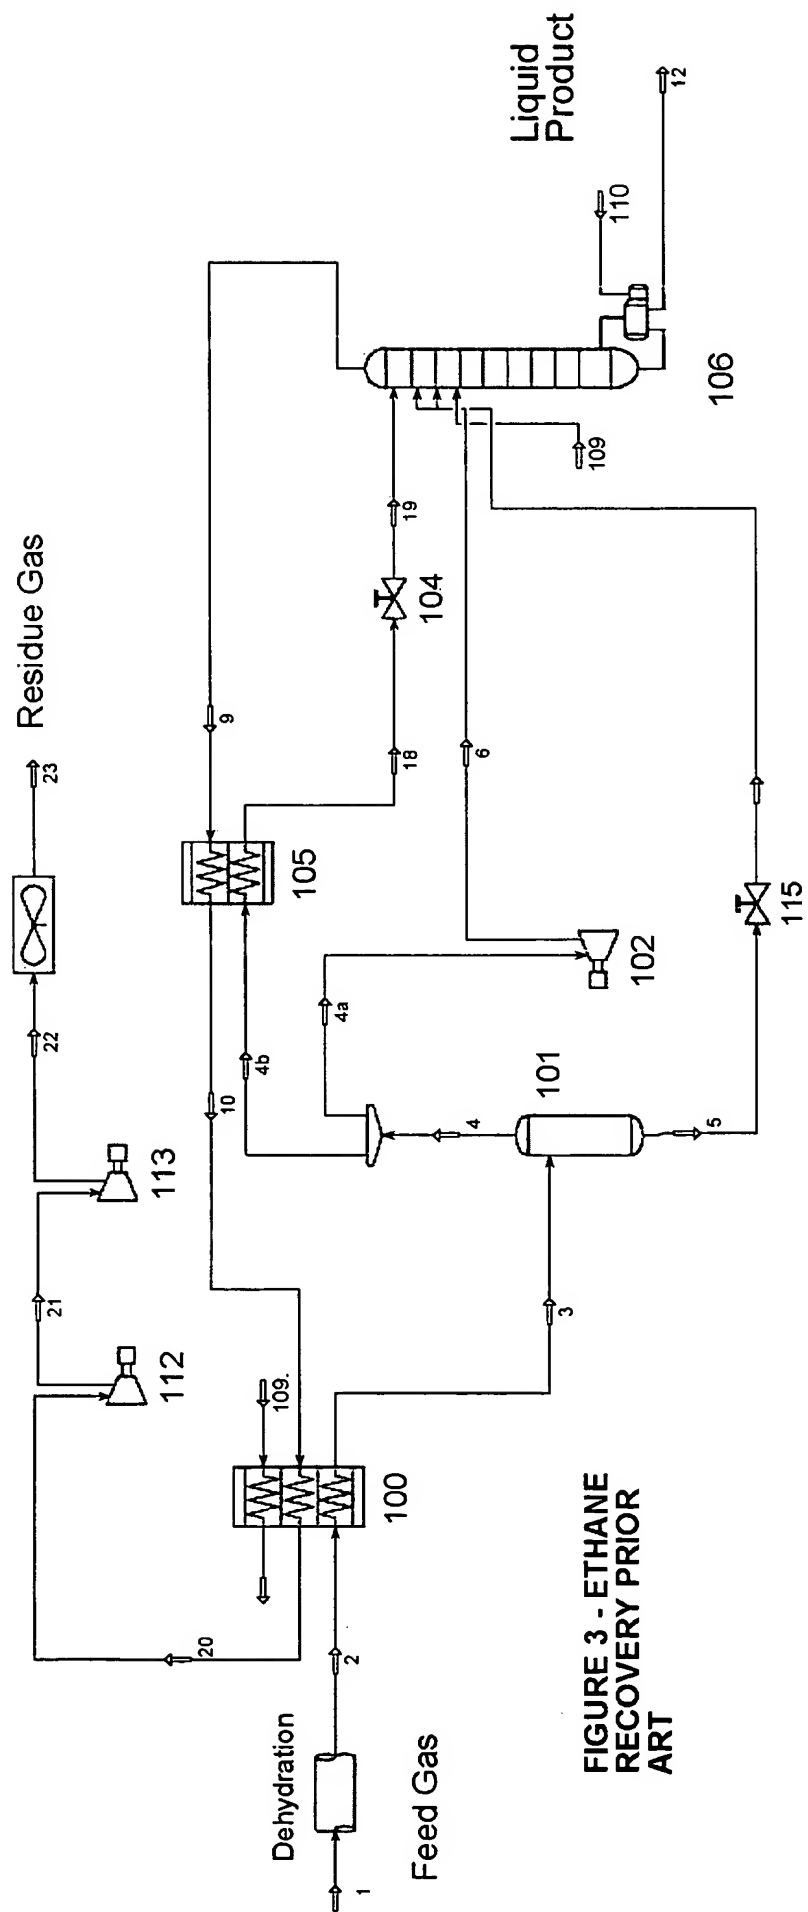 Residue Gas
23
22
113
21
112
20
109.
100
10
9
105
4b
4a
18
19
104
6
102
4
101
3
5
115
109
106
110
Liquid
Product
12
Dehydration
2
1
Feed Gas
FIGURE 3 - ETHANE
RECOVERY PRIOR
ART